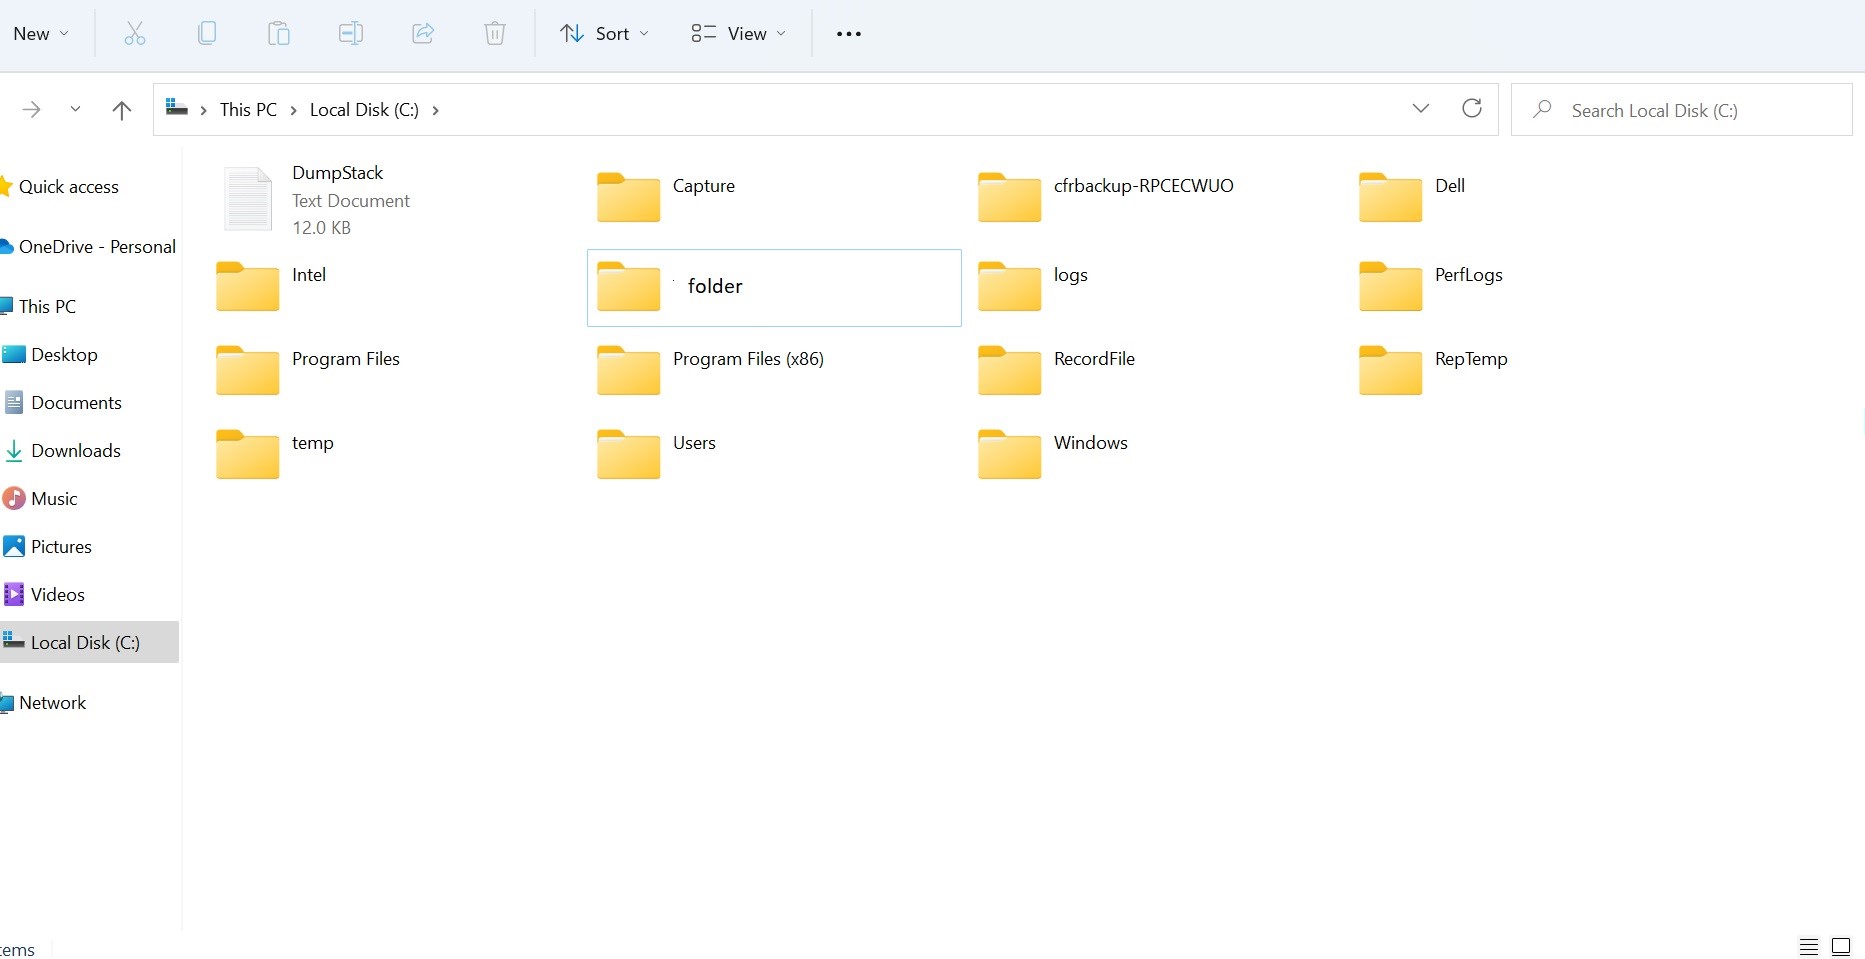 New
Sort
View
This PC
Local Disk (C:)
Search Local Disk (C:)
Quick access
OneDrive - Personal
This PC
Desktop
Documents
Downloads
Music
Pictures
Videos
Local Disk (C:)
Network
DumpStack
Text Document
12.0 KB
Capture
cfrbackup-RPCECWUO
Dell
Intel
folder
logs
PerfLogs
Program Files
Program Files (x86)
RecordFile
RepTemp
temp
Users
Windows